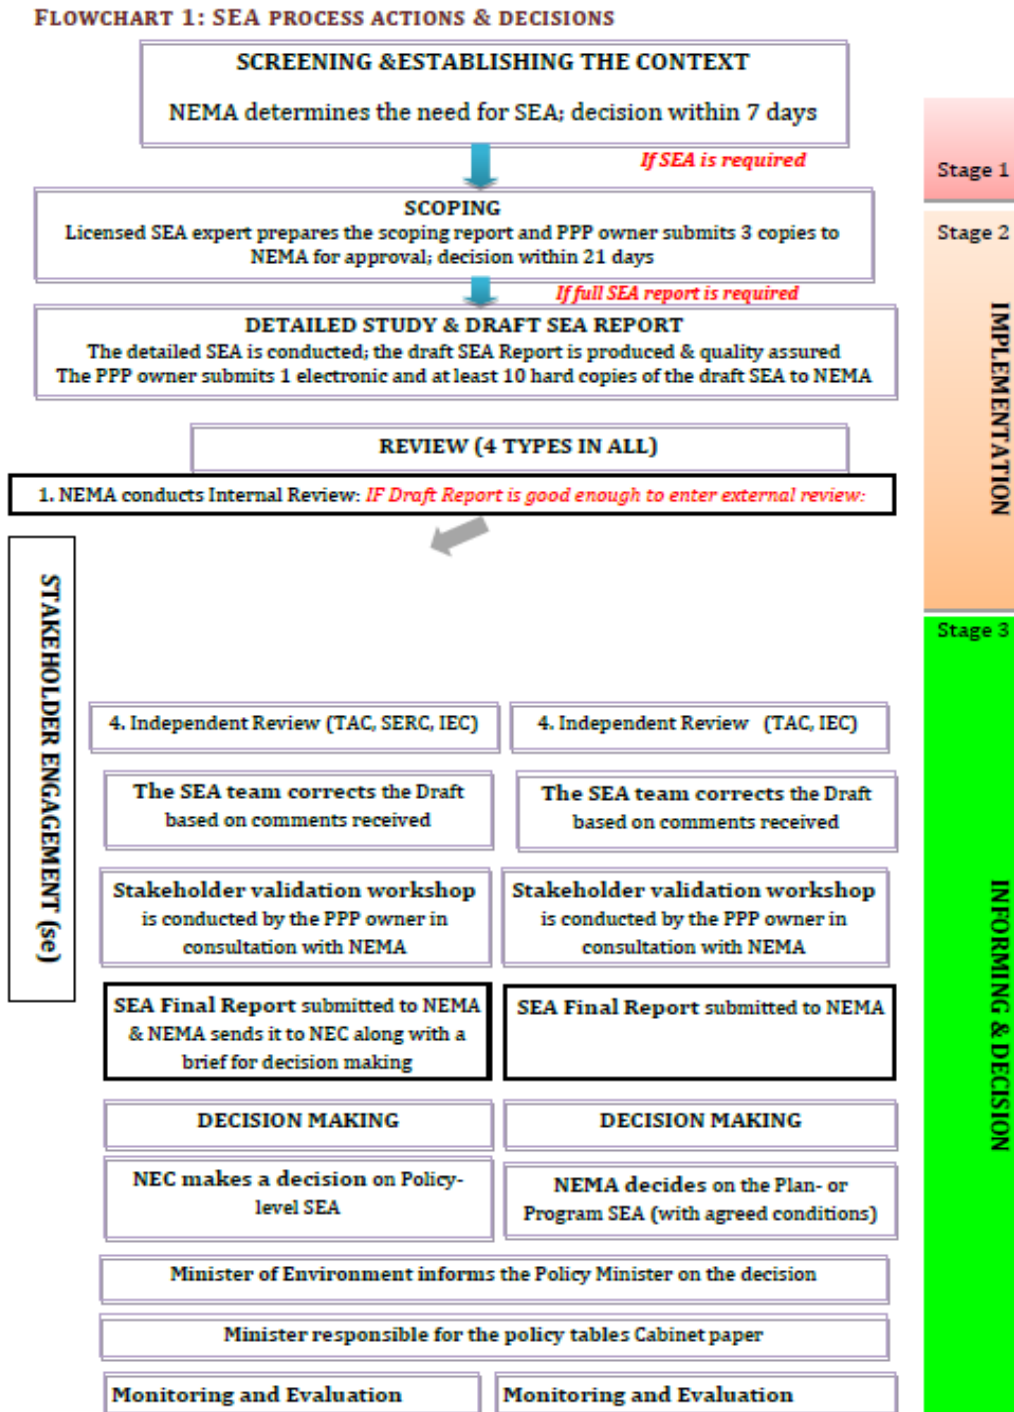 FLOWCHART 1: SEA PROCESS ACTIONS & DECISIONS
SCREENING &ESTABLISHING THE CONTEXT
NEMA determines the need for SEA; decision within 7 days
If SEA is required
Stage 1
SCOPING
Licensed SEA expert prepares the scoping report and PPP owner submits 3 copies to
NEMA for approval; decision within 21 days
Stage 2
If full SEA report is required
DETAILED STUDY & DRAFT SEA REPORT
The detailed SEA is conducted; the draft SEA Report is produced & quality assured
The PPP owner submits 1 electronic and at least 10 hard copies of the draft SEA to NEMA
IMPLEMENTATION
REVIEW (4 TYPES IN ALL)
1. NEMA conducts Internal Review: IF Draft Report is good enough to enter external review:
STAKEHOLDER ENGAGEMENT (se)
Stage 3
4. Independent Review (TAC, SERC, IEC)
4. Independent Review (TAC, IEC)
The SEA team corrects the Draft
based on comments received
The SEA team corrects the Draft
based on comments received
Stakeholder validation workshop
is conducted by the PPP owner in
consultation with NEMA
Stakeholder validation workshop
is conducted by the PPP owner in
consultation with NEMA
INFORMING & DECISION
SEA Final Report submitted to NEMA
& NEMA sends it to NEC along with a
brief for decision making
SEA Final Report submitted to NEMA
DECISION MAKING
DECISION MAKING
NEC makes a decision on Policy-
level SEA
NEMA decides on the Plan- or
Program SEA (with agreed conditions)
Minister of Environment informs the Policy Minister on the decision
Minister responsible for the policy tables Cabinet paper
Monitoring and Evaluation
Monitoring and Evaluation